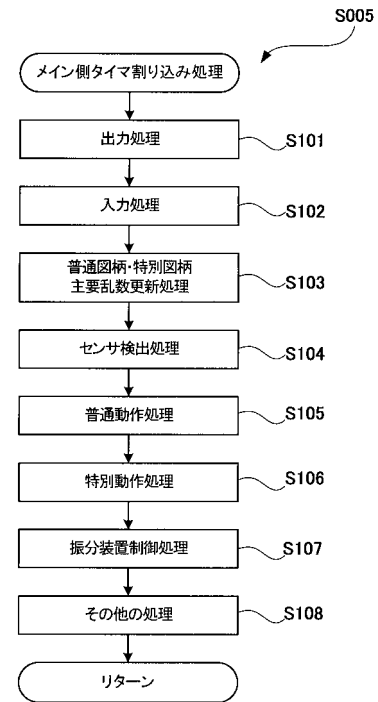 S005
メイン側タイマ割り込み処理
出力処理
S101
入力処理
S102
普通図柄・特別図柄
主要乱数更新処理
S103
センサ検出処理
S104
普通動作処理
S105
特別動作処理
S106
振分装置制御処理
S107
その他の処理
S108
リターン